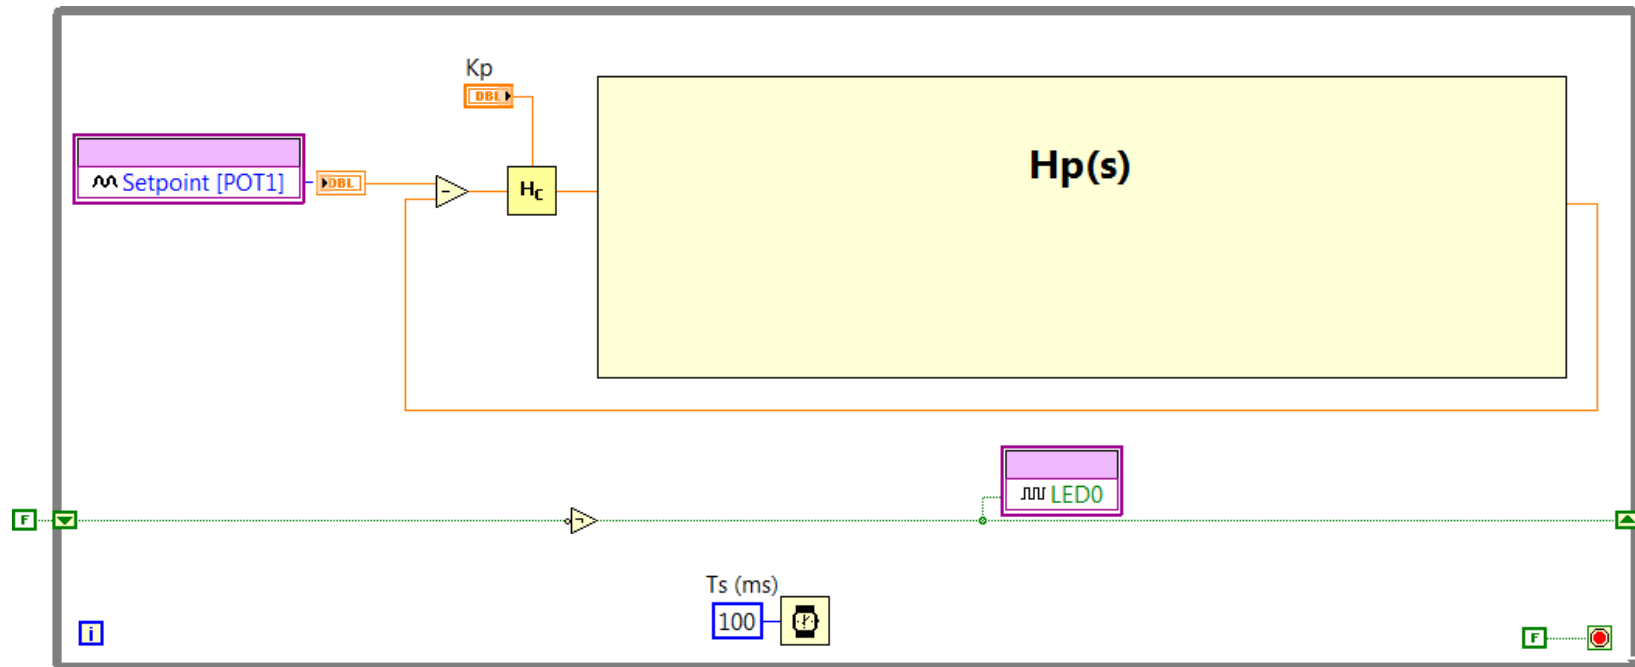 Kp
DBL
Hp(s)
Setpoint [POT1]
DBL
-
Hc
LED0
F
Ts (ms)
100
i
F